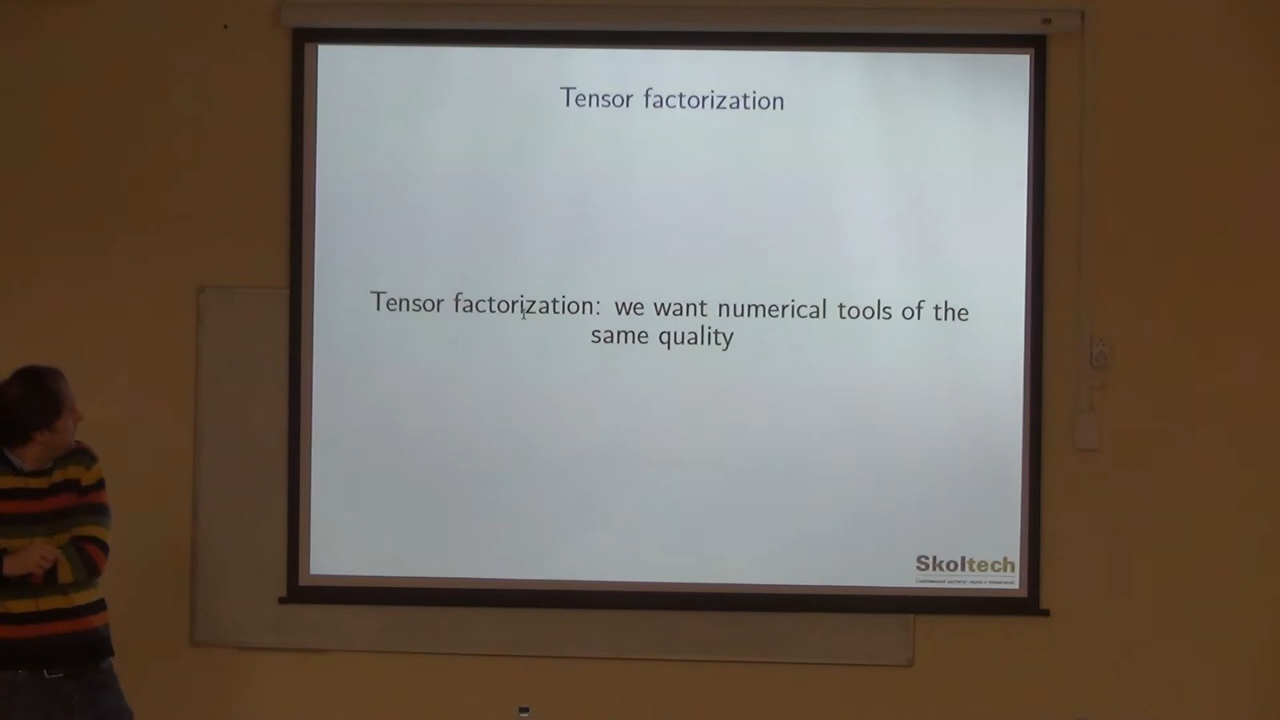 Tensor factorization
Tensor factorization: we want numerical tools of the
same quality
Skoltech